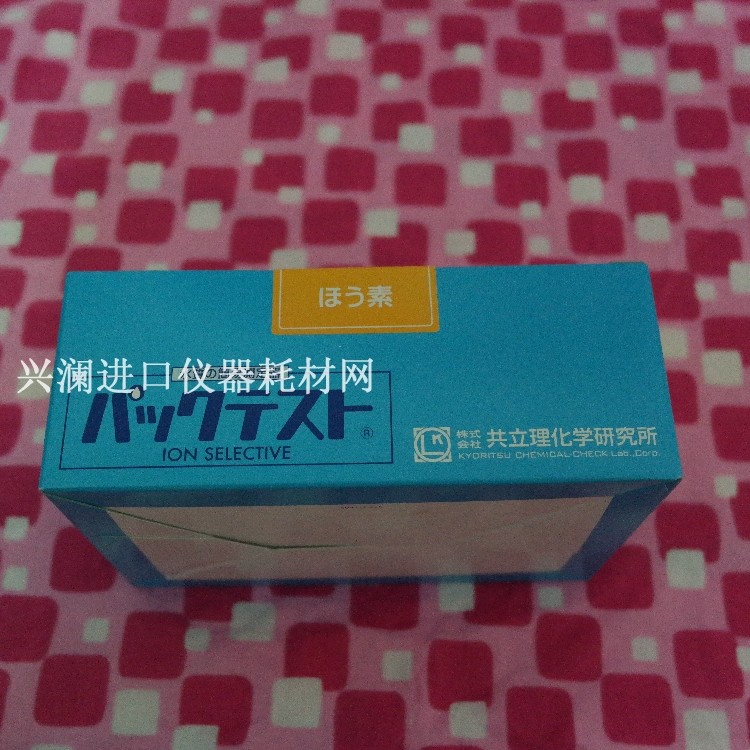 ほう素
兴澜进口仪器耗材网
パックテスト®
ION SELECTIVE
株式会社 共立理化学研究所
KYORITSU CHEMICAL-CHECK Lab.,Corp.